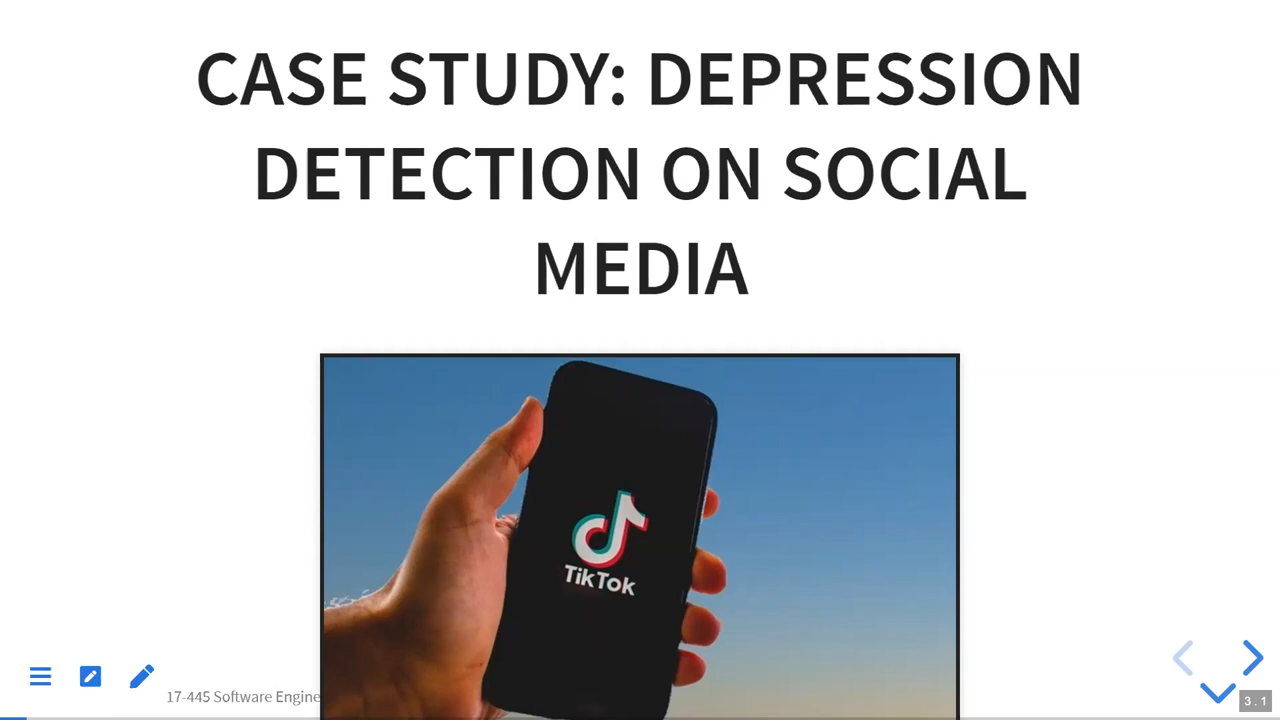 CASE STUDY: DEPRESSION
DETECTION ON SOCIAL
MEDIA
TikTok
17-445 Software Engine
3.1